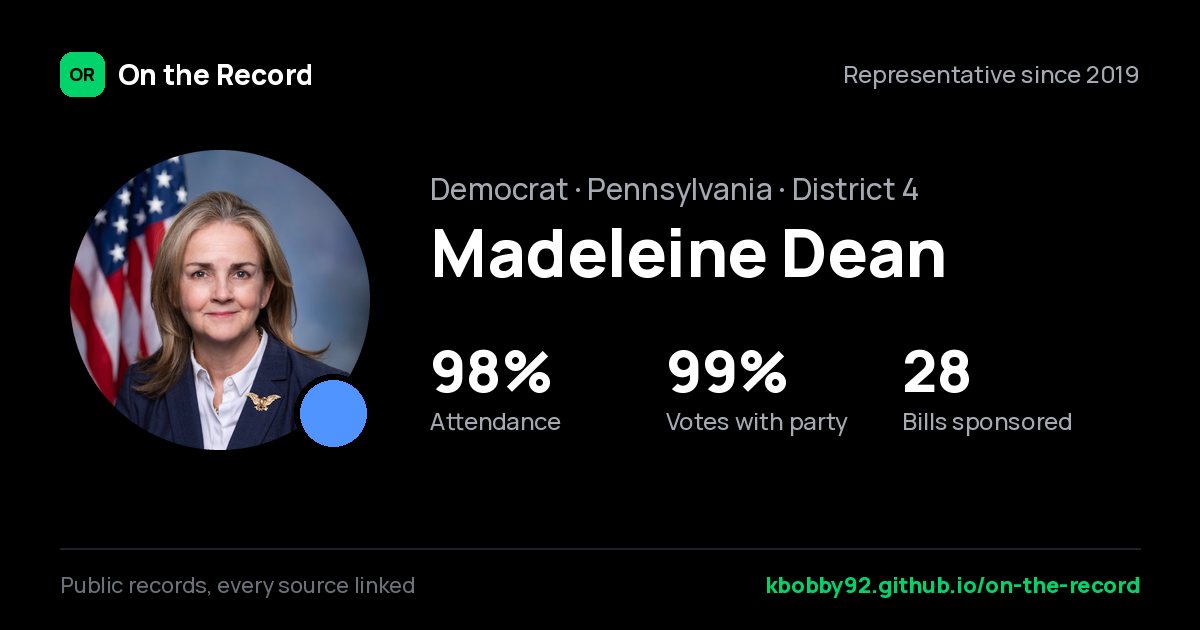 OR On the Record
Representative since 2019
Democrat · Pennsylvania · District 4
Madeleine Dean
98% 99% 28
Attendance Votes with party Bills sponsored
Public records, every source linked
kbobby92.github.io/on-the-record